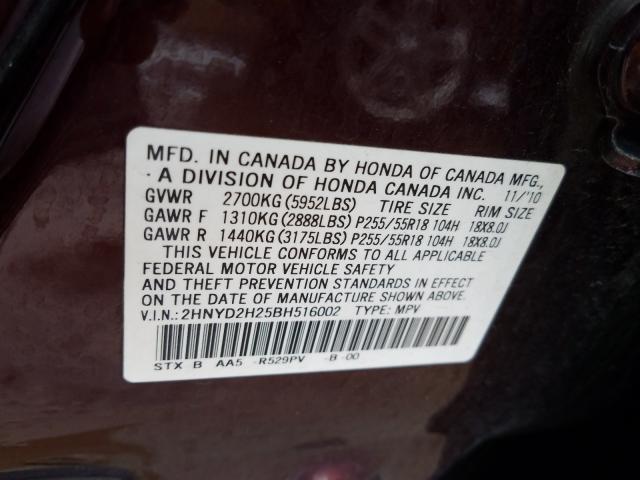 MFD. IN CANADA BY HONDA OF CANADA MFG.,
A DIVISION OF HONDA CANADA INC. 11/'10
GVWR 2700KG (5952LBS) TIRE SIZE RIM SIZE
GAWR F 1310KG (2888LBS) P255/55R18 104H 18X8.0J
GAWR R 1440KG (3175LBS) P255/55R18 104H 18X8.0J
THIS VEHICLE CONFORMS TO ALL APPLICABLE
FEDERAL MOTOR VEHICLE SAFETY
AND THEFT PREVENTION STANDARDS IN EFFECT
ON THE DATE OF MANUFACTURE SHOWN ABOVE.
V.I.N.:2HNYD2H25BH516002 TYPE: MPV
STX B AA5 -R529PV -B -00